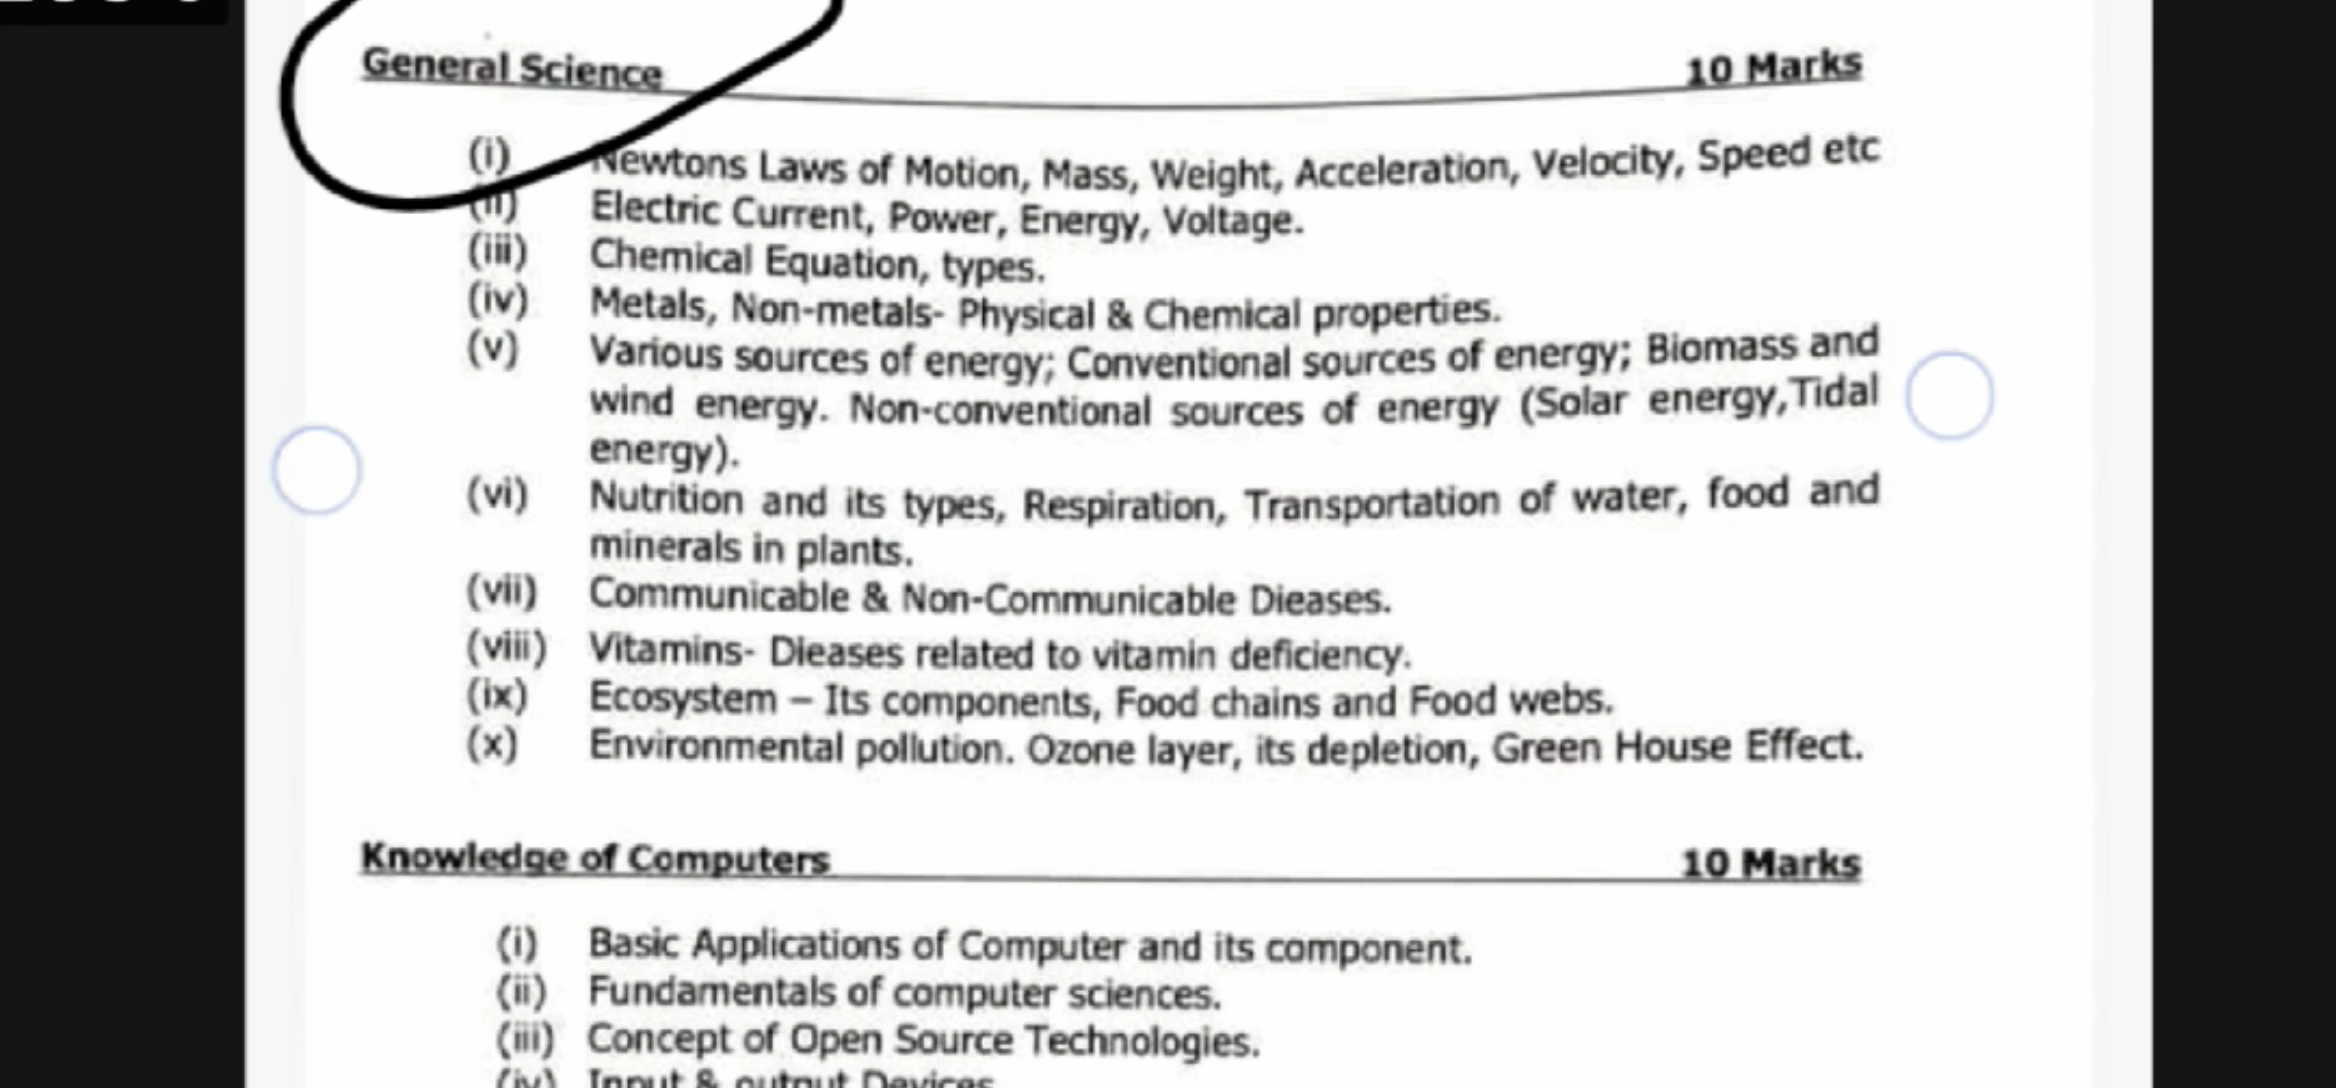 General Science 10 Marks
(i) Newtons Laws of Motion, Mass, Weight, Acceleration, Velocity, Speed etc
(ii) Electric Current, Power, Energy, Voltage.
(iii) Chemical Equation, types.
(iv) Metals, Non-metals- Physical & Chemical properties.
(v) Various sources of energy; Conventional sources of energy; Biomass and
wind energy. Non-conventional sources of energy (Solar energy,Tidal
energy).
(vi) Nutrition and its types, Respiration, Transportation of water, food and
minerals in plants.
(vii) Communicable & Non-Communicable Dieases.
(viii) Vitamins- Dieases related to vitamin deficiency.
(ix) Ecosystem – Its components, Food chains and Food webs.
(x) Environmental pollution. Ozone layer, its depletion, Green House Effect.
Knowledge of Computers 10 Marks
(i) Basic Applications of Computer and its component.
(ii) Fundamentals of computer sciences.
(iii) Concept of Open Source Technologies.
(iv) Input & output Devices